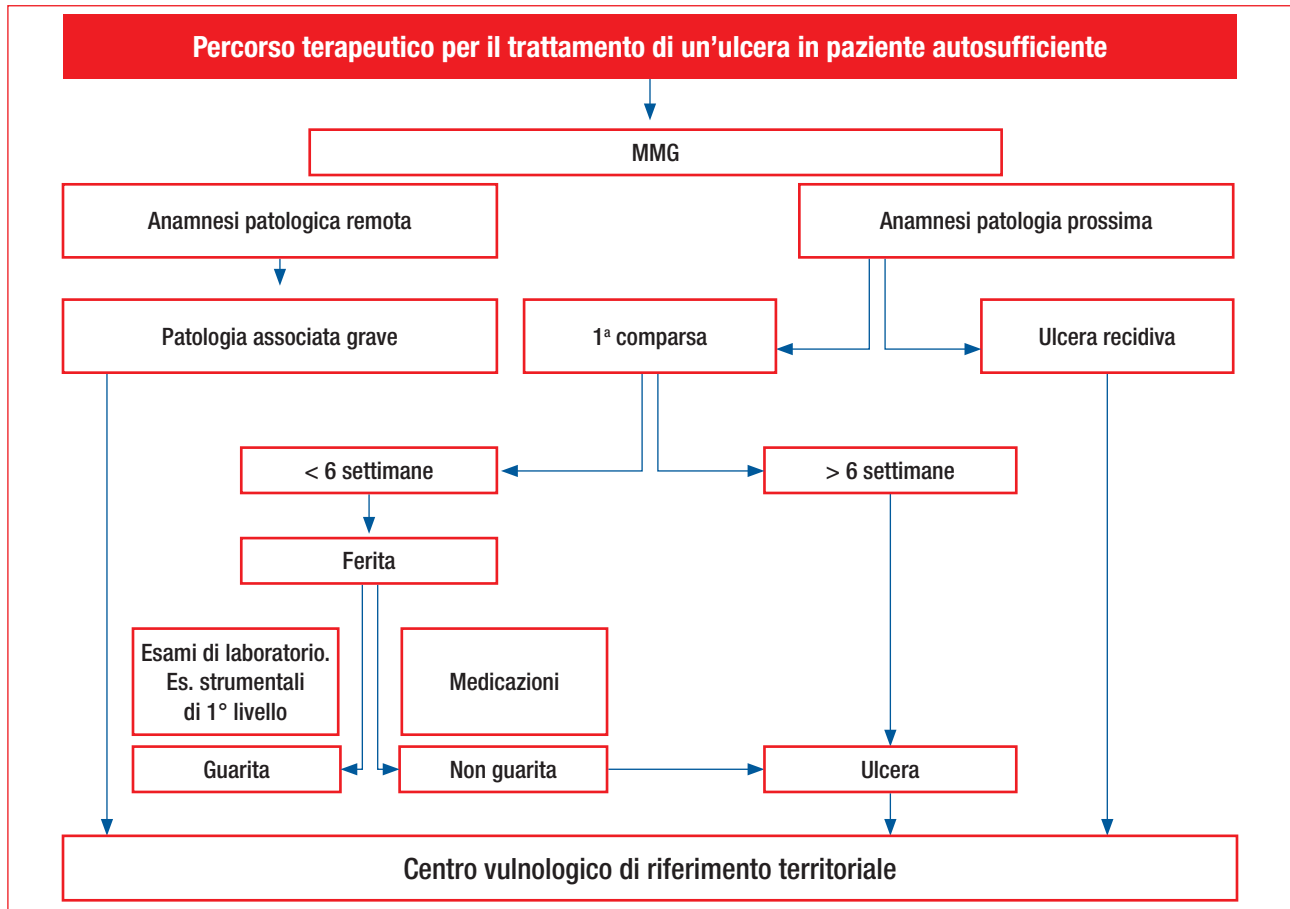 Percorso terapeutico per il trattamento di un’ulcera in paziente autosufficiente
MMG
Anamnesi patologica remota
Anamnesi patologia prossima
Patologia associata grave
1ª comparsa
Ulcera recidiva
< 6 settimane
> 6 settimane
Ferita
Esami di laboratorio.
Es. strumentali
di 1° livello
Medicazioni
Guarita
Non guarita
Ulcera
Centro vulnologico di riferimento territoriale